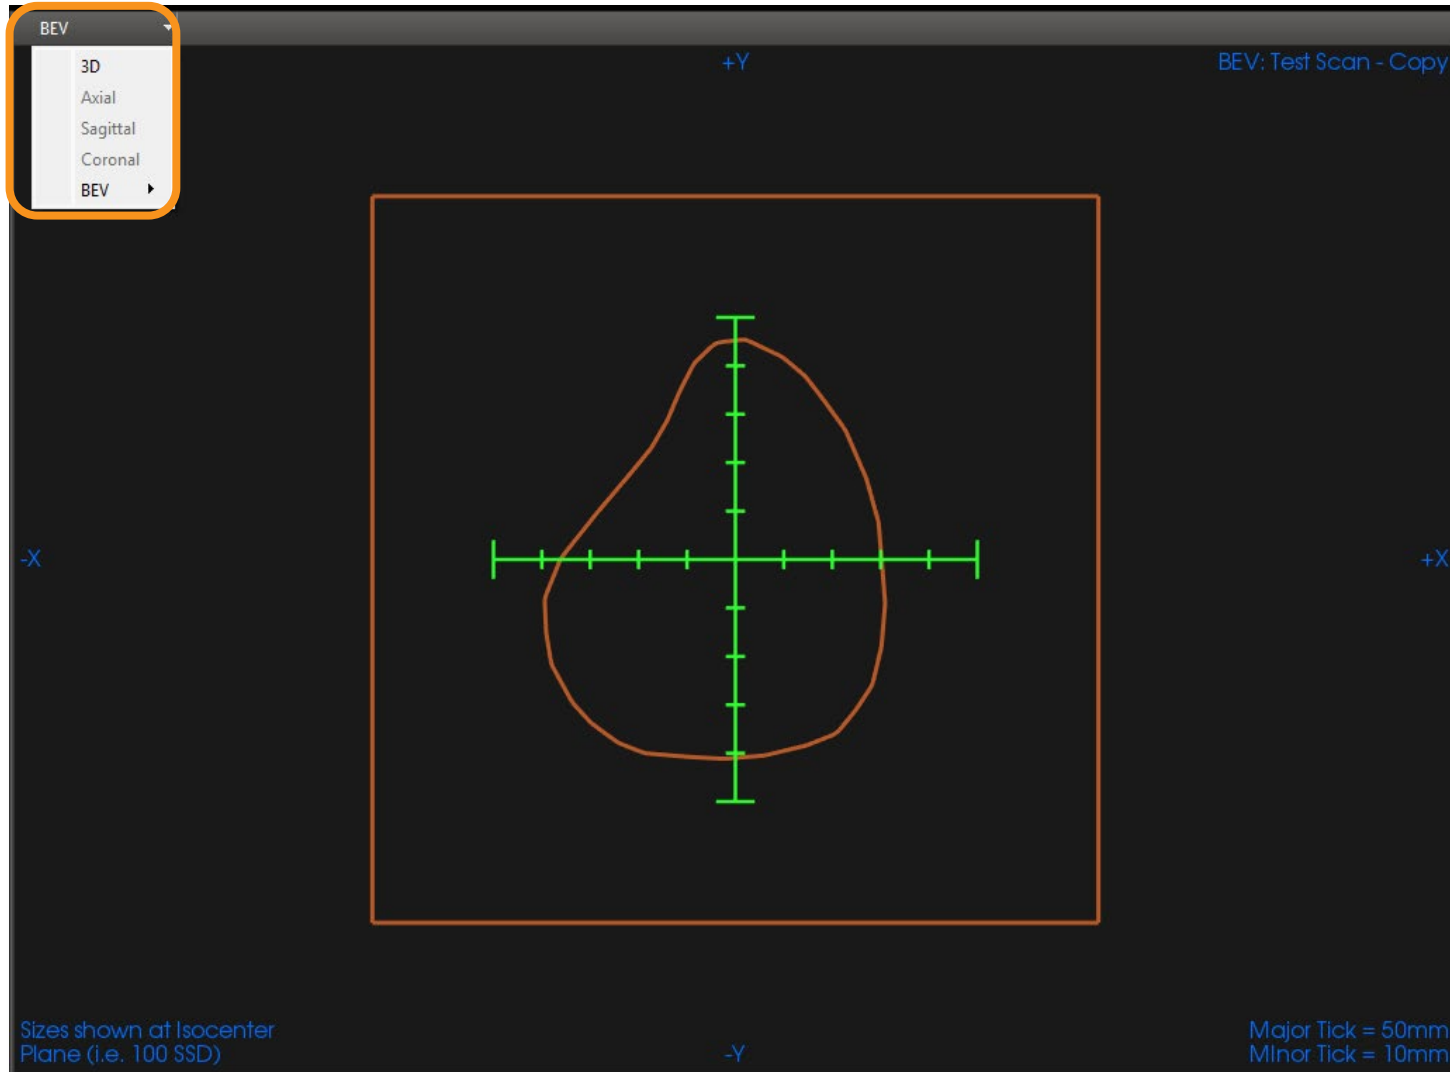 BEV
3D
Axial
Sagittal
Coronal
BEV
+Y
BEV: Test Scan - Copy
-X
+X
Sizes shown at Isocenter
Plane (i.e. 100 SSD)
-Y
Major Tick = 50mm
MInor Tick = 10mm